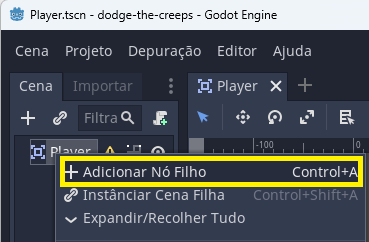 Player.tscn - dodge-the-creeps - Godot Engine
Cena Projeto Depuração Editor Ajuda
Cena Importar Player
Filtra
Player -100 0
Adicionar Nó Filho Control+A
Instânciar Cena Filha Control+Shift+A
Expandir/Recolher Tudo